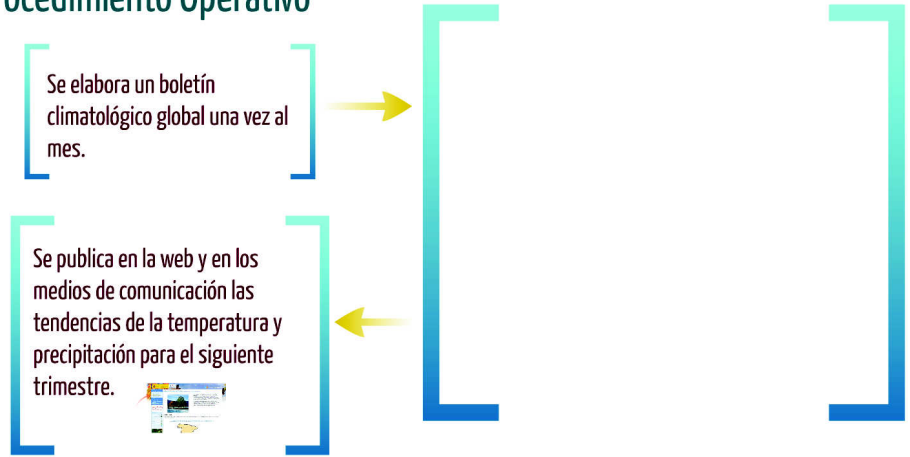 ocedimiento Operativo
Se elabora un boletín
climatológico global una vez al
mes.
Se publica en la web y en los
medios de comunicación las
tendencias de la temperatura y
precipitación para el siguiente
trimestre.